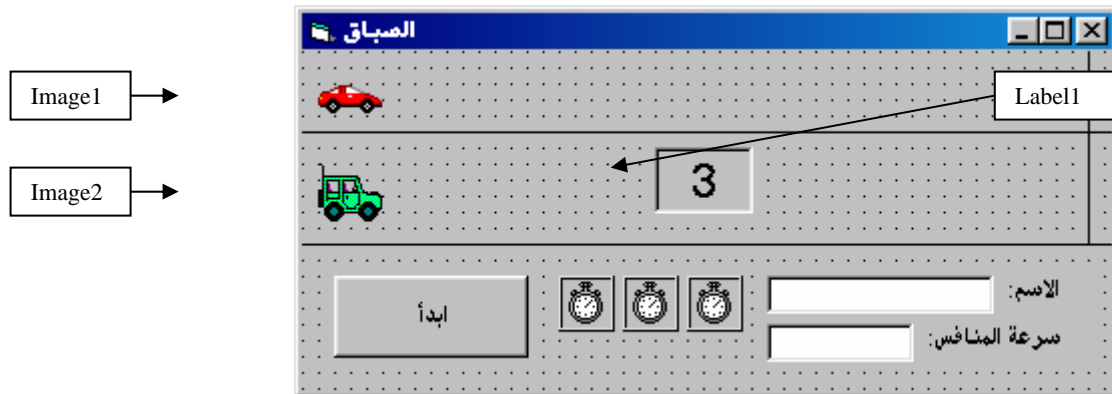 السباق
Image1
Label1
Image2
3
الاسم:
ابدأ
سرعة المنافس: